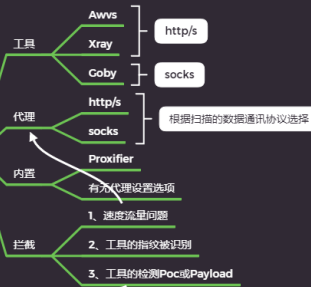 工具
Awvs
Xray
Goby
http/s
socks
代理
http/s
socks
根据扫描的数据通讯协议选择
内置
Proxifier
有无代理设置选项
拦截
1、速度流量问题
2、工具的指纹被识别
3、工具的检测Poc或Payload